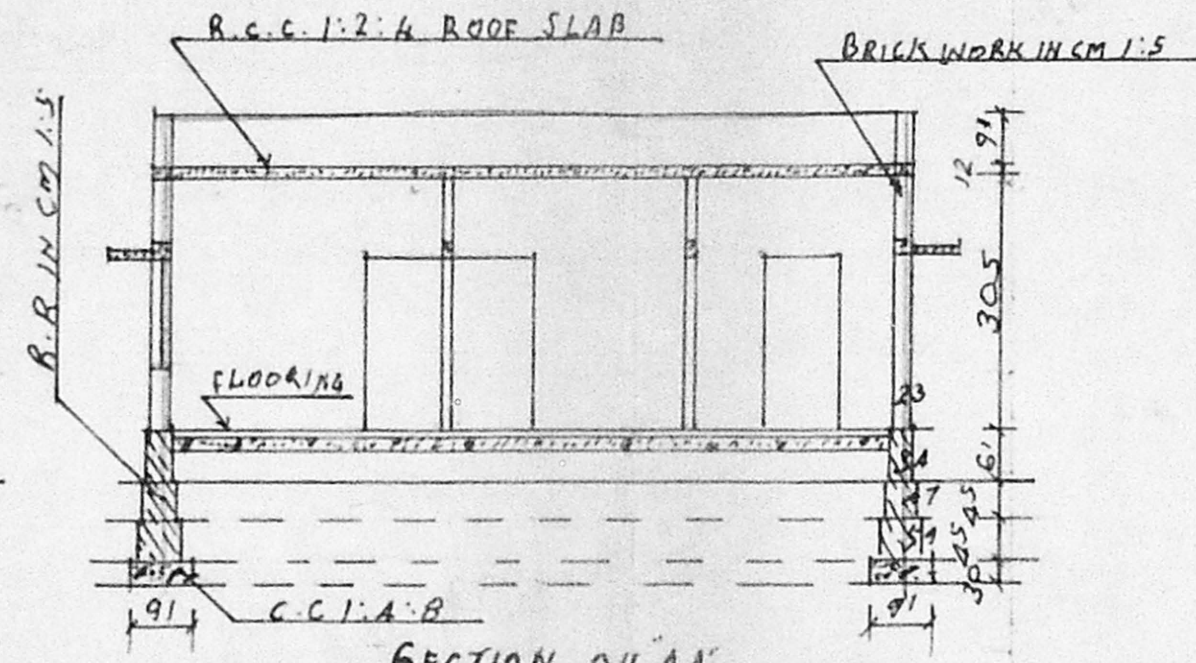 R.C.C. 1:2:4 ROOF SLAB
BRICK WORK IN CM 1:5
R.R IN CM 1:5
91
12
305
FLOORING
23
61
47
45
45
30
91
91
C.C 1:4:8
SECTION ON AA'